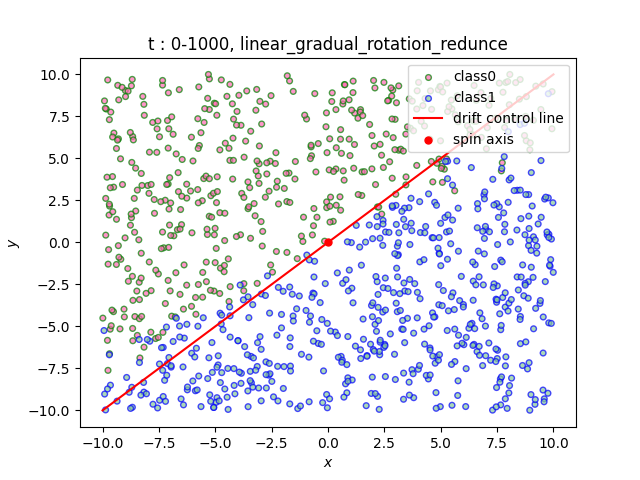 t : 0-1000, linear_gradual_rotation_redunce
class0
class1
drift control line
spin axis
10.0
7.5
5.0
2.5
0.0
−2.5
−5.0
−7.5
−10.0
y
−10.0 −7.5 −5.0 −2.5 0.0 2.5 5.0 7.5 10.0
x